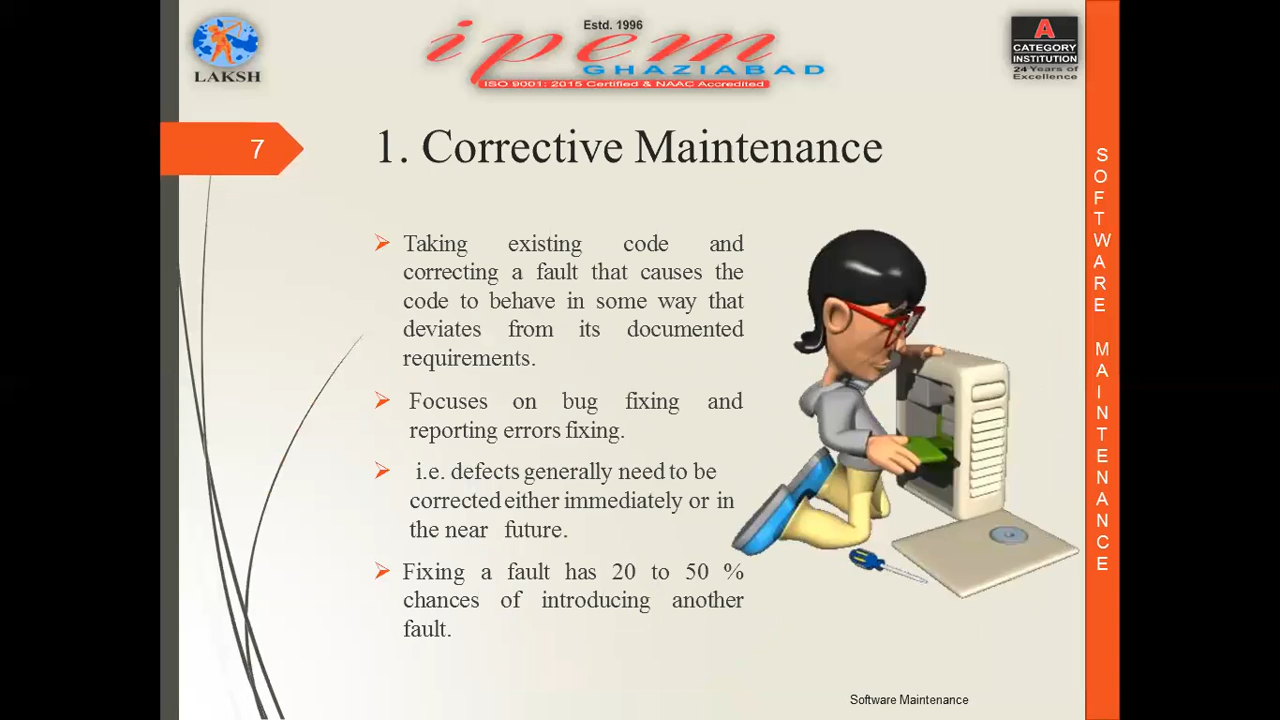 LAKSH
Estd. 1996
ipem
GHAZIABAD
ISO 9001: 2015 Certified & NAAC Accredited
A
CATEGORY
INSTITUTION
24 Years of
Excellence
7
1. Corrective Maintenance
Taking existing code and
correcting a fault that causes the
code to behave in some way that
deviates from its documented
requirements.
Focuses on bug fixing and
reporting errors fixing.
i.e. defects generally need to be
corrected either immediately or in
the near future.
Fixing a fault has 20 to 50 %
chances of introducing another
fault.
SOFTWARE MAINTENANCE
Software Maintenance